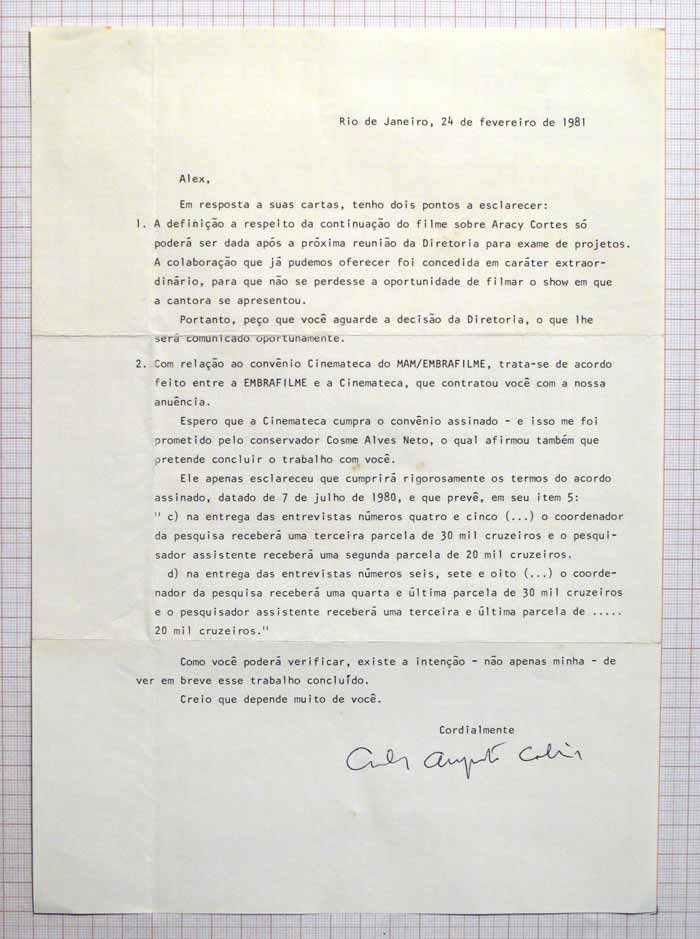 Rio de Janeiro, 24 de fevereiro de 1981
Alex,
Em resposta a suas cartas, tenho dois pontos a esclarecer:
1. A definição a respeito da continuação do filme sobre Aracy Cortes só
poderá ser dada após a próxima reunião da Diretoria para exame de projetos.
A colaboração que já pudemos oferecer foi concedida em caráter extraor-
dinário, para que não se perdesse a oportunidade de filmar o show em que
a cantora se apresentou.
Portanto, peço que você aguarde a decisão da Diretoria, o que lhe
será comunicado oportunamente.
2. Com relação ao convênio Cinemateca do MAM/EMBRAFILME, trata-se de acordo
feito entre a EMBRAFILME e a Cinemateca, que contratou você com a nossa
anuência.
Espero que a Cinemateca cumpra o convênio assinado - e isso me foi
prometido pelo conservador Cosme Alves Neto, o qual afirmou também que
pretende concluir o trabalho com você.
Ele apenas esclareceu que cumprirá rigorosamente os termos do acordo
assinado, datado de 7 de julho de 1980, e que prevê, em seu item 5:
" c) na entrega das entrevistas números quatro e cinco (...) o coordenador
da pesquisa receberá uma terceira parcela de 30 mil cruzeiros e o pesqui-
sador assistente receberá uma segunda parcela de 20 mil cruzeiros.
d) na entrega das entrevistas números seis, sete e oito (...) o coorde-
nador da pesquisa receberá uma quarta e última parcela de 30 mil cruzeiros
e o pesquisador assistente receberá uma terceira e última parcela de .....
20 mil cruzeiros."
Como você poderá verificar, existe a intenção - não apenas minha - de
ver em breve esse trabalho concluído.
Creio que depende muito de você.
Cordialmente